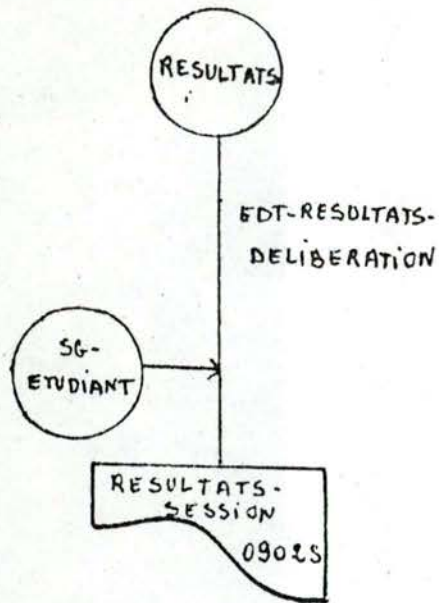 RESULTATS
EDT-RESULTATS-
DELIBERATION
SG-
ETUDIANT
RESULTATS-
SESSION
0902S